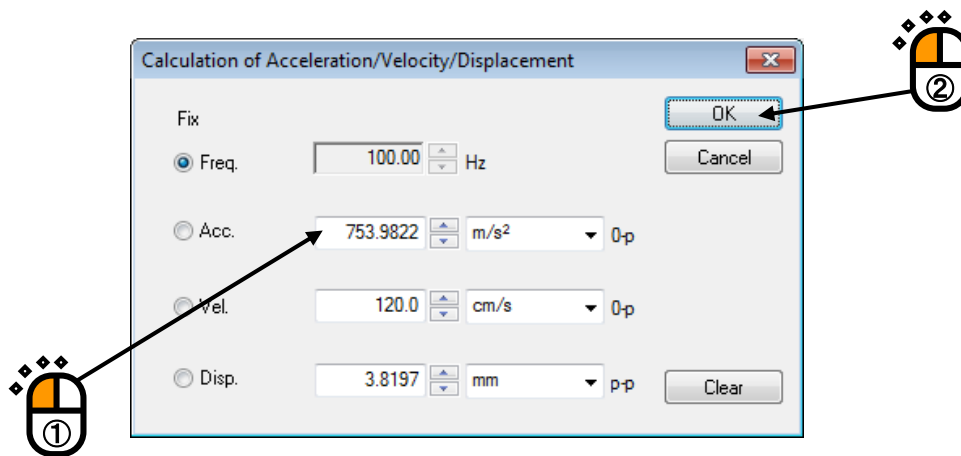 Calculation of Acceleration/Velocity/Displacement
②
Fix
OK
Freq. 100.00 Hz
Cancel
Acc. 753.9822 m/s² 0-p
Vel. 120.0 cm/s 0-p
Disp. 3.8197 mm p-p
Clear
①